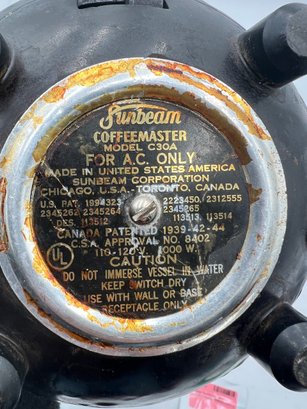 Sunbeam
COFFEEMASTER
MODEL C30A
FOR A.C. ONLY
MADE IN UNITED STATES AMERICA
SUNBEAM CORPORATION
CHICAGO, U.S.A.-TORONTO, CANADA
U.S. PAT. 1994323 2223450/2312555
2345262 2345264 2345265
DES. 113512 113513, 113514
CANADA PATENTED 1939-42-44
C.S.A. APPROVAL NO. 8402
110-120 V. 1000 W.
UL
CAUTION
DO NOT IMMERSE VESSEL IN WATER
KEEP SWITCH DRY
USE WITH WALL OR BASE
RECEPTACLE ONLY